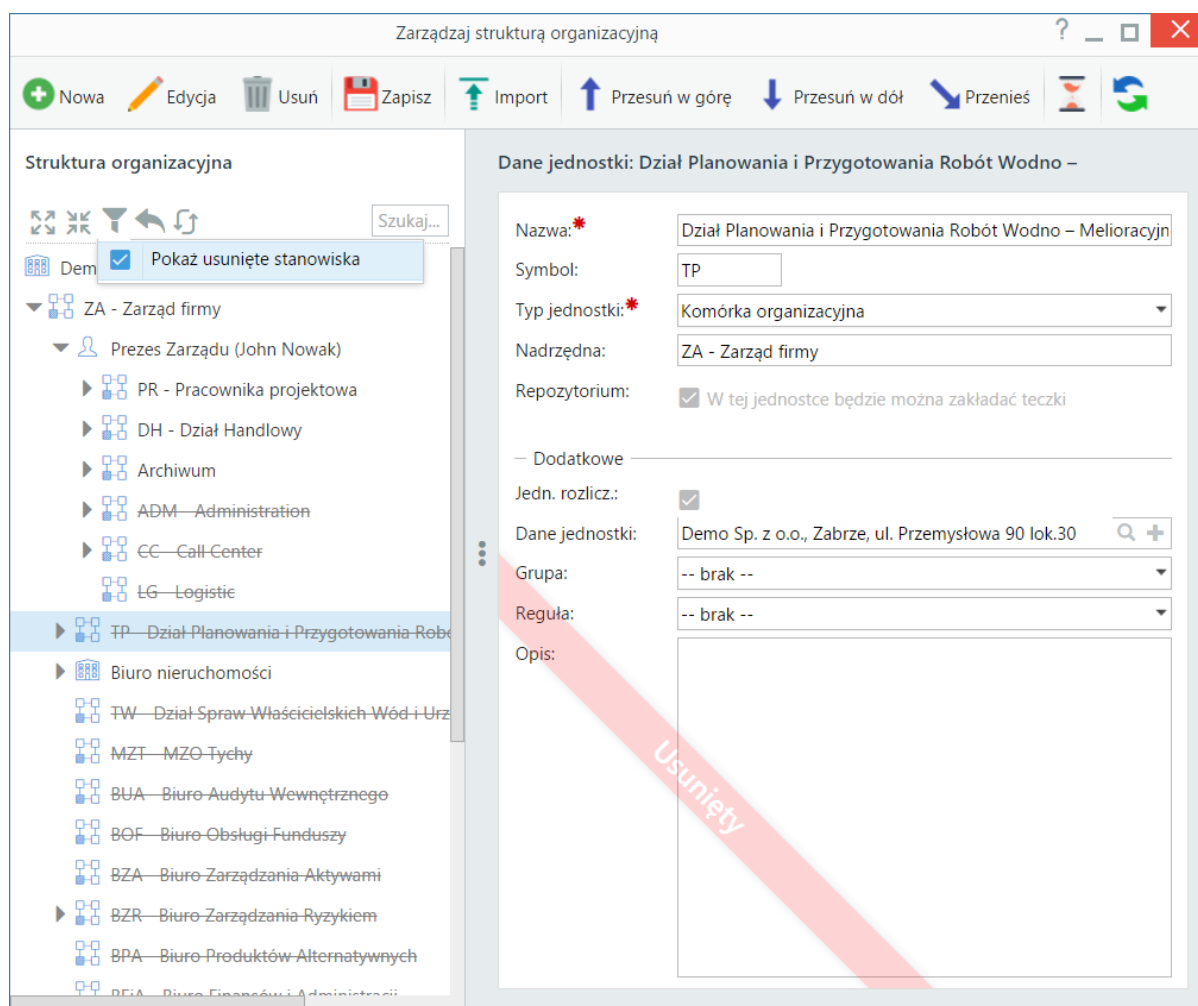 Zarządzaj strukturą organizacyjną
Nowa Edycja Usuń Zapisz Import Przesuń w górę Przesuń w dół Przenieś
Struktura organizacyjna
Szukaj...
Pokaż usunięte stanowiska
Dem
ZA - Zarząd firmy
Prezes Zarządu (John Nowak)
PR - Pracownika projektowa
DH - Dział Handlowy
Archiwum
ADM - Administration
CC - Call Center
LG - Logistic
TP - Dział Planowania i Przygotowania Robo
Biuro nieruchomości
TW - Dział Spraw Właścicielskich Wód i Urz
MZT - MZO Tychy
BUA - Biuro Audytu Wewnętrznego
BOF - Biuro Obsługi Funduszy
BZA - Biuro Zarządzania Aktywami
BZR - Biuro Zarządzania Ryzykiem
BPA - Biuro Produktów Alternatywnych
BFiA - Biuro Finansów i Administracji
Dane jednostki: Dział Planowania i Przygotowania Robót Wodno –
Nazwa:* Dział Planowania i Przygotowania Robót Wodno – Melioracyjn
Symbol: TP
Typ jednostki:* Komórka organizacyjna
Nadrzędna: ZA - Zarząd firmy
Repozytorium: W tej jednostce będzie można zakładać teczki
Dodatkowe
Jedn. rozlicz.:
Dane jednostki: Demo Sp. z o.o., Zabrze, ul. Przemysłowa 90 lok.30
Grupa: -- brak --
Reguła: -- brak --
Opis:
Usunięty